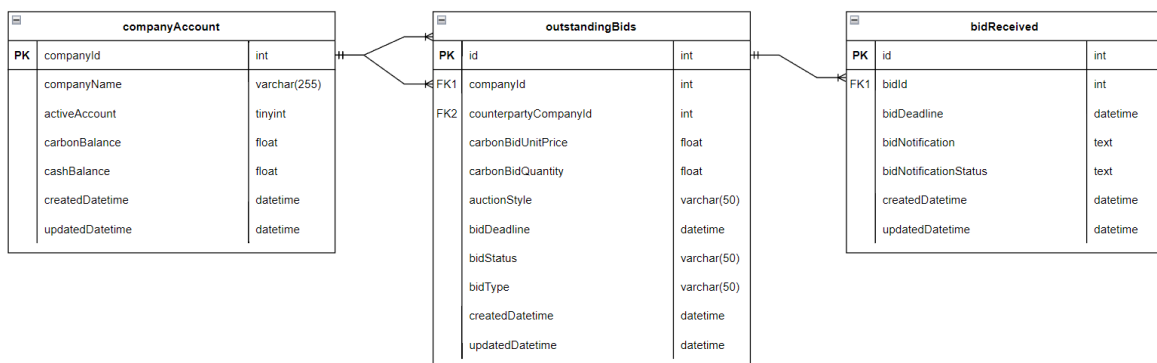 companyAccount
PK companyId int
companyName varchar(255)
activeAccount tinyint
carbonBalance float
cashBalance float
createdDatetime datetime
updatedDatetime datetime
outstandingBids
PK id int
FK1 companyId int
FK2 counterpartyCompanyId int
carbonBidUnitPrice float
carbonBidQuantity float
auctionStyle varchar(50)
bidDeadline datetime
bidStatus varchar(50)
bidType varchar(50)
createdDatetime datetime
updatedDatetime datetime
bidReceived
PK id int
FK1 bidId int
bidDeadline datetime
bidNotification text
bidNotificationStatus text
createdDatetime datetime
updatedDatetime datetime